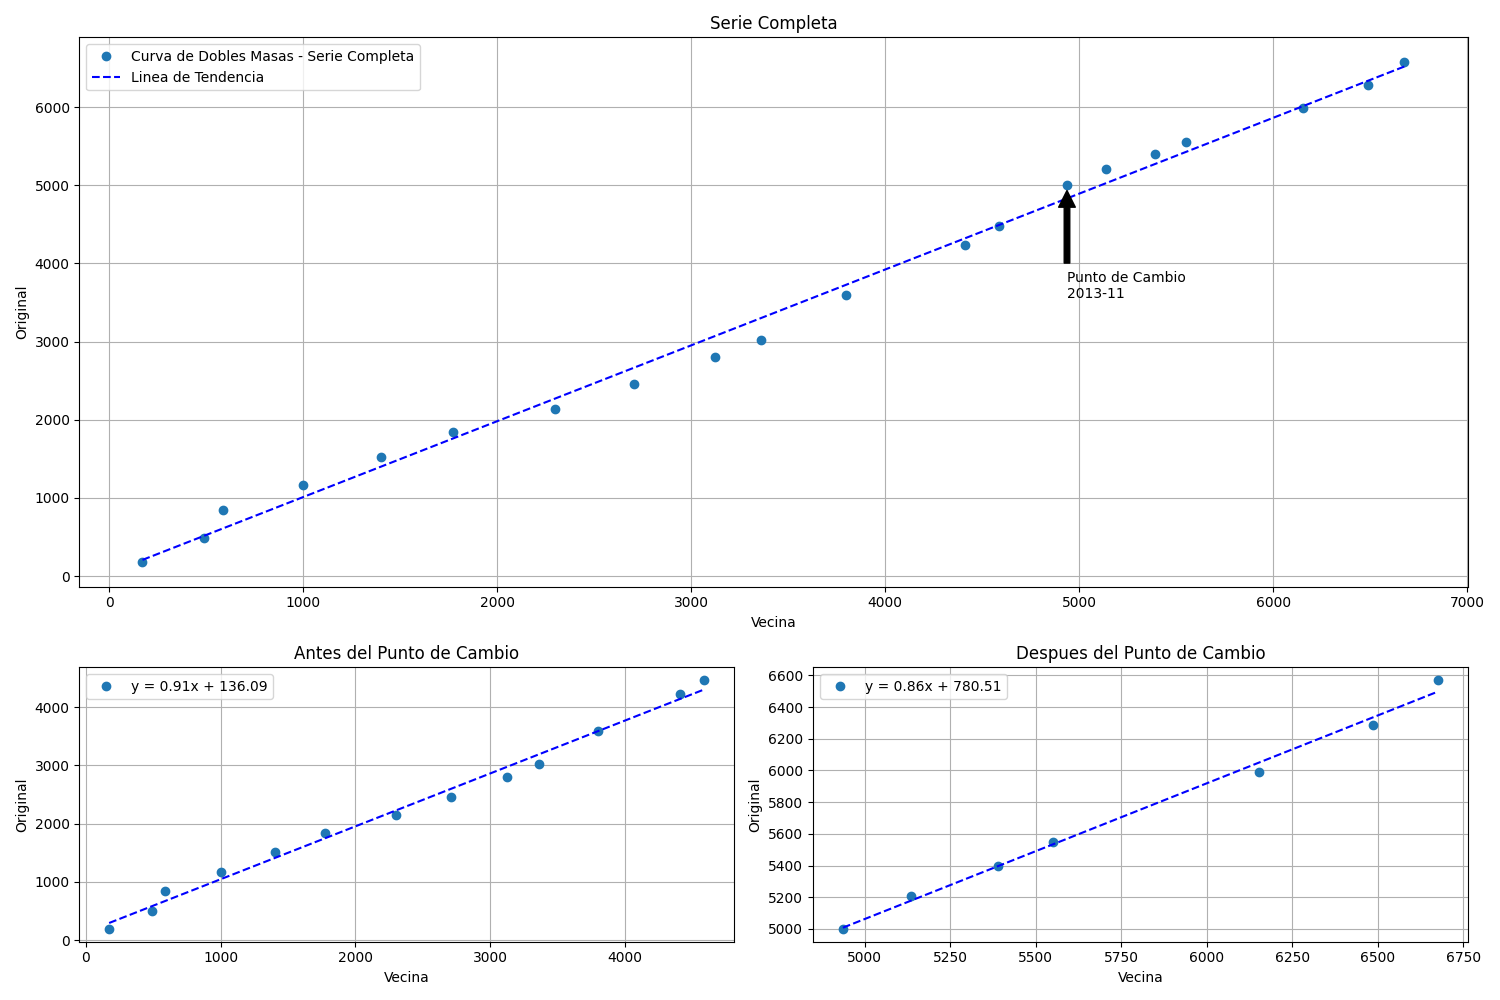 Serie Completa
Curva de Dobles Masas - Serie Completa
Linea de Tendencia
Original
6000
5000
4000
3000
2000
1000
0
Punto de Cambio
2013-11
0 1000 2000 3000 4000 5000 6000 7000
Vecina
Antes del Punto de Cambio
y = 0.91x + 136.09
Original
4000
3000
2000
1000
0
0 1000 2000 3000 4000
Vecina
Despues del Punto de Cambio
y = 0.86x + 780.51
Original
6600
6400
6200
6000
5800
5600
5400
5200
5000
5000 5250 5500 5750 6000 6250 6500 6750
Vecina